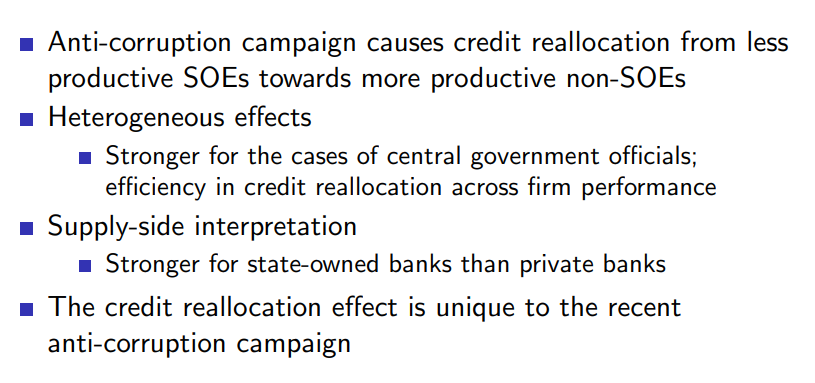 Anti-corruption campaign causes credit reallocation from less
productive SOEs towards more productive non-SOEs
Heterogeneous effects
Stronger for the cases of central government officials;
efficiency in credit reallocation across firm performance
Supply-side interpretation
Stronger for state-owned banks than private banks
The credit reallocation effect is unique to the recent
anti-corruption campaign